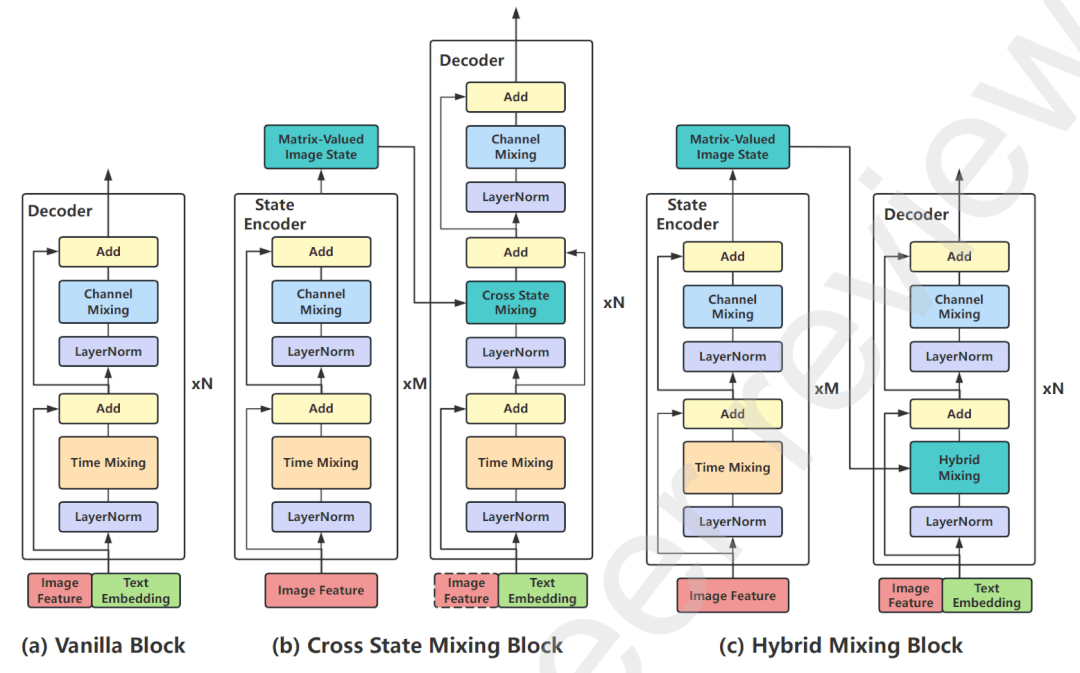 Decoder
Add
Channel
Mixing
LayerNorm
Add
Time Mixing
LayerNorm
Image
Feature
Text
Embedding
xN
(a) Vanilla Block
Matrix-Valued
Image State
State
Encoder
Add
Channel
Mixing
LayerNorm
Add
Time Mixing
LayerNorm
Image Feature
xM
Decoder
Add
Channel
Mixing
LayerNorm
Add
Cross State
Mixing
LayerNorm
Add
Time Mixing
LayerNorm
Image
Feature
Text
Embedding
xN
(b) Cross State Mixing Block
Matrix-Valued
Image State
State
Encoder
Add
Channel
Mixing
LayerNorm
Add
Time Mixing
LayerNorm
Image Feature
xM
Decoder
Add
Channel
Mixing
LayerNorm
Add
Hybrid
Mixing
LayerNorm
Image
Feature
Text
Embedding
xN
(c) Hybrid Mixing Block
eer review